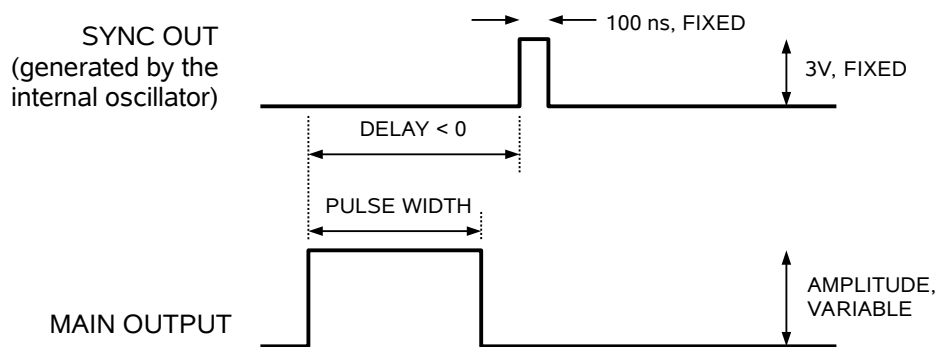 SYNC OUT
(generated by the
internal oscillator)
100 ns, FIXED
3V, FIXED
DELAY < 0
PULSE WIDTH
MAIN OUTPUT
AMPLITUDE,
VARIABLE